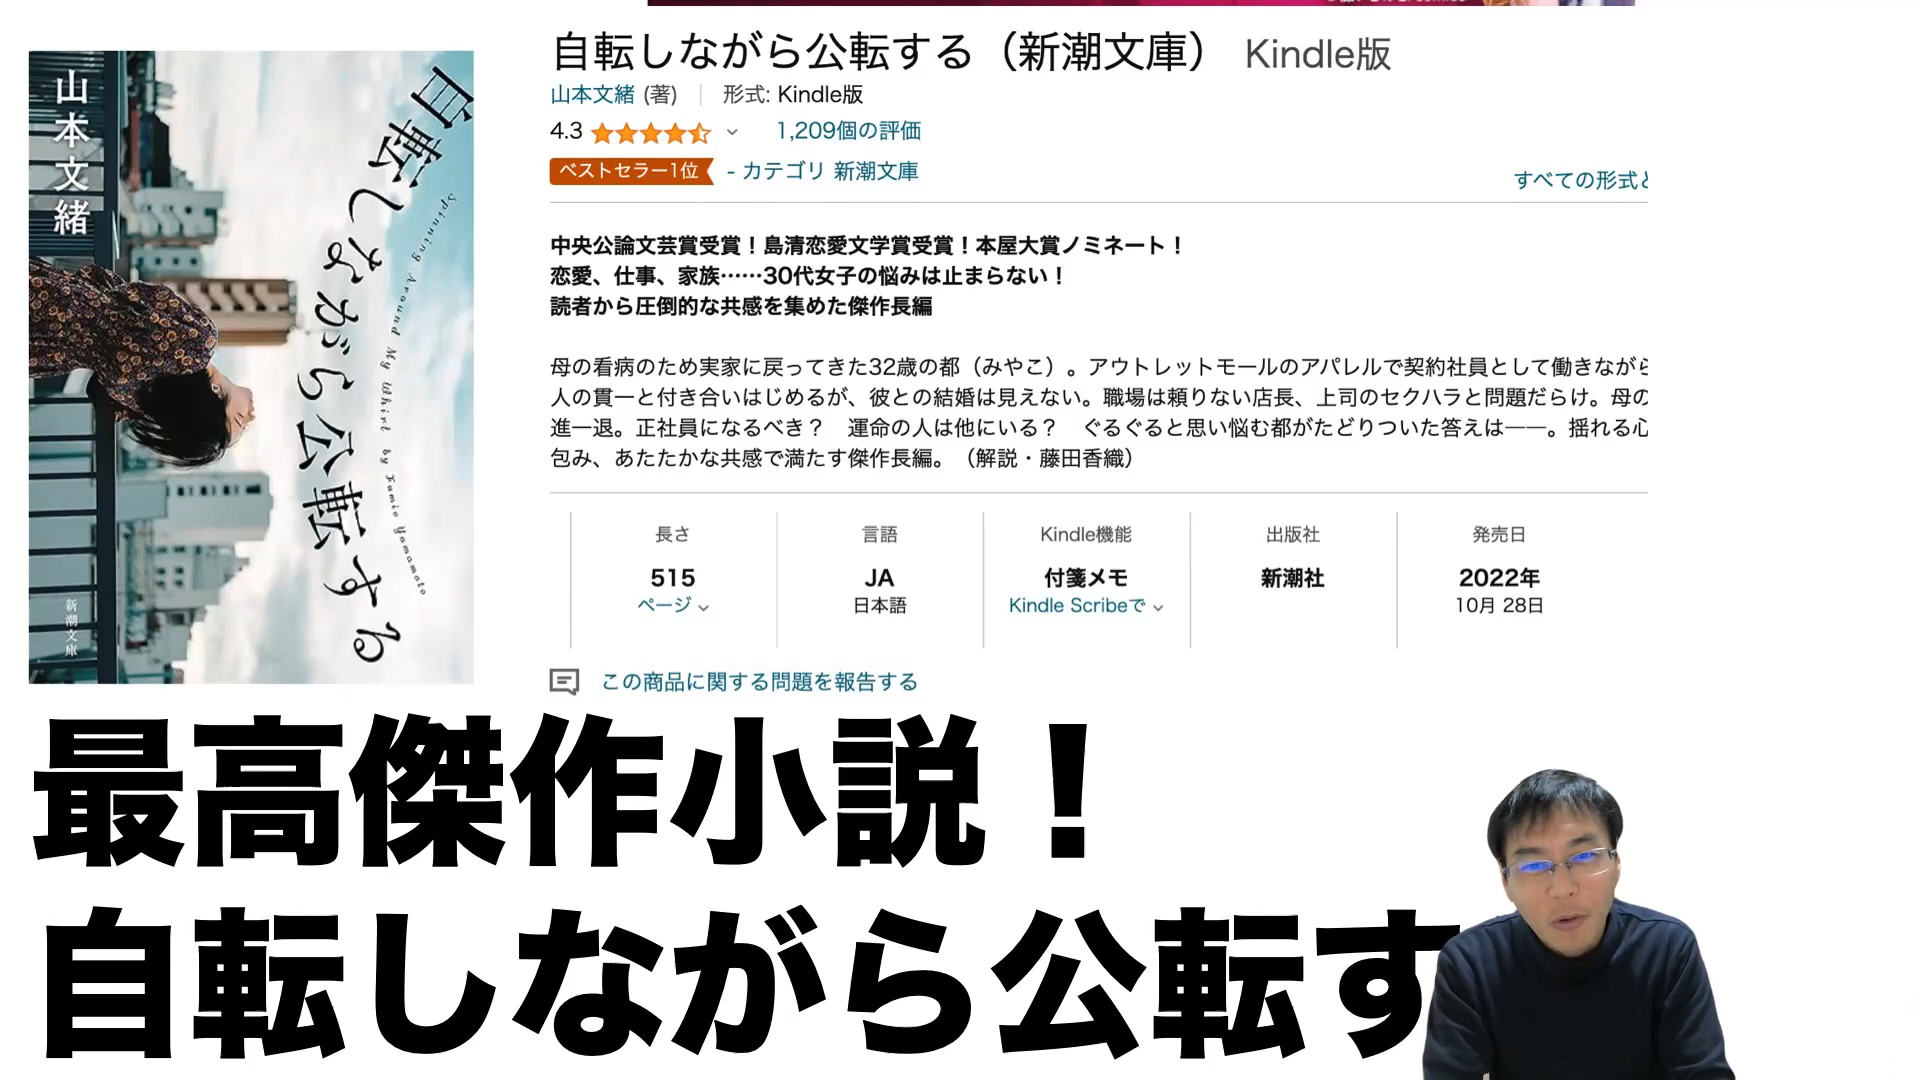 山本文緒
自転しながら公転する
Spinning Around My Whirl by Fumio Yamamoto
新潮文庫
自転しながら公転する（新潮文庫） Kindle版
山本文緒 (著) 形式: Kindle版
4.3 1,209個の評価
ベストセラー1位 - カテゴリ 新潮文庫
すべての形式と
中央公論文芸賞受賞！島清恋愛文学賞受賞！本屋大賞ノミネート！
恋愛、仕事、家族……30代女子の悩みは止まらない！
読者から圧倒的な共感を集めた傑作長編
母の看病のため実家に戻ってきた32歳の都（みやこ）。アウトレットモールのアパレルで契約社員として働きながら
人の貫一と付き合いはじめるが、彼との結婚は見えない。職場は頼りない店長、上司のセクハラと問題だらけ。母の
進一退。正社員になるべき？　運命の人は他にいる？　ぐるぐると思い悩む都がたどりついた答えは――。揺れる心
包み、あたたかな共感で満たす傑作長編。（解説・藤田香織）
長さ 言語 Kindle機能 出版社 発売日
515 JA 付箋メモ 新潮社 2022年
ページ 日本語 Kindle Scribeで 10月 28日
この商品に関する問題を報告する
最高傑作小説！
自転しながら公転す